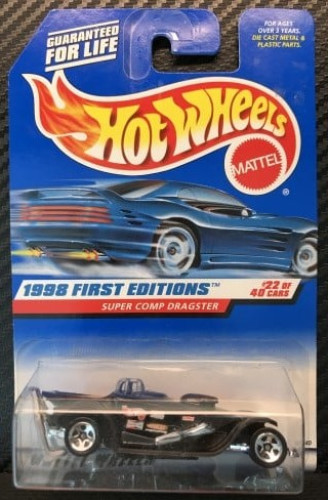 GUARANTEED
FOR LIFE
FOR AGES
OVER 3 YEARS.
DIE CAST METAL &
PLASTIC PARTS.
HOT WHEELS
MATTEL
®
1998 FIRST EDITIONS™
#22 OF
40 CARS
SUPER COMP DRAGSTER